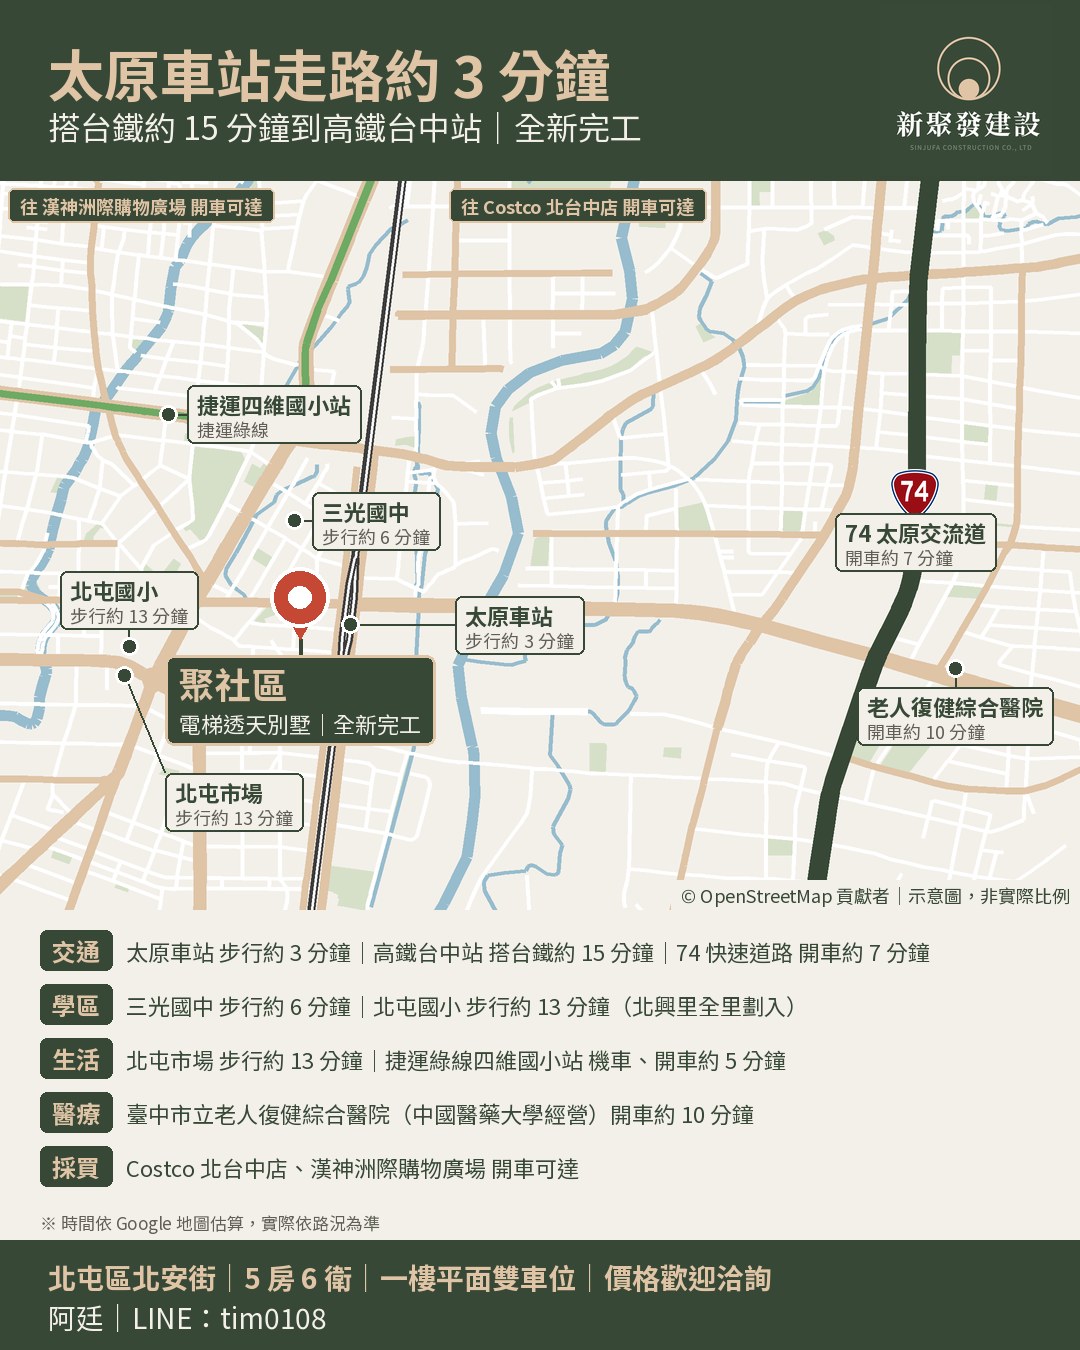 太原車站走路約 3 分鐘
搭台鐵約 15 分鐘到高鐵台中站｜全新完工
新聚發建設
SINJUFA CONSTRUCTION CO., LTD
往 漢神洲際購物廣場 開車可達
往 Costco 北台中店 開車可達
捷運四維國小站
捷運綠線
三光國中
步行約 6 分鐘
74
74 太原交流道
開車約 7 分鐘
北屯國小
步行約 13 分鐘
太原車站
步行約 3 分鐘
聚社區
電梯透天別墅｜全新完工
老人復健綜合醫院
開車約 10 分鐘
北屯市場
步行約 13 分鐘
© OpenStreetMap 貢獻者｜示意圖，非實際比例
交通 太原車站 步行約 3 分鐘｜高鐵台中站 搭台鐵約 15 分鐘｜74 快速道路 開車約 7 分鐘
學區 三光國中 步行約 6 分鐘｜北屯國小 步行約 13 分鐘（北興里全里劃入）
生活 北屯市場 步行約 13 分鐘｜捷運綠線四維國小站 機車、開車約 5 分鐘
醫療 臺中市立老人復健綜合醫院（中國醫藥大學經營）開車約 10 分鐘
採買 Costco 北台中店、漢神洲際購物廣場 開車可達
※ 時間依 Google 地圖估算，實際依路況為準
北屯區北安街｜5 房 6 衛｜一樓平面雙車位｜價格歡迎洽詢
阿廷｜LINE：tim0108